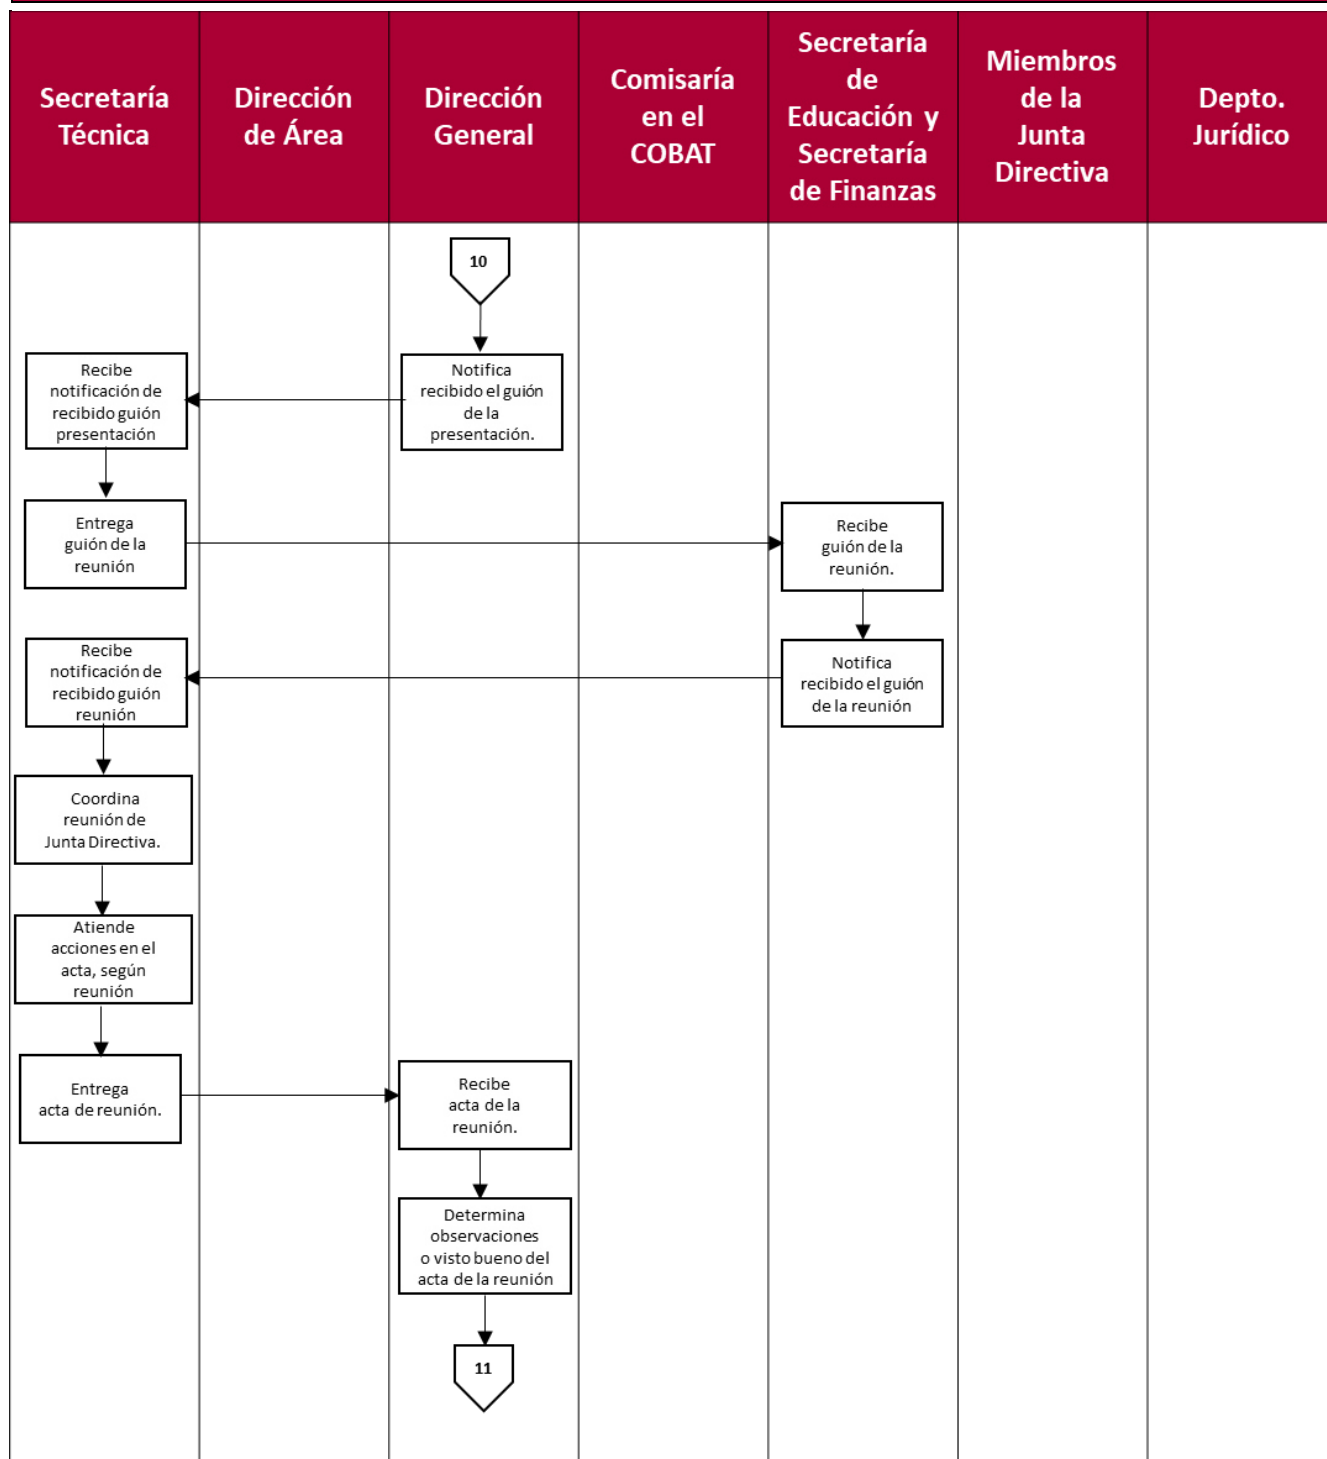 Secretaría
Técnica
Dirección
de Área
Dirección
General
Comisaría
en el
COBAT
Secretaría
de
Educación y
Secretaría
de Finanzas
Miembros
de la
Junta
Directiva
Depto.
Jurídico
10
Recibe
notificación de
recibido guión
presentación
Notifica
recibido el guión
de la
presentación.
Entrega
guión de la
reunión
Recibe
guión de la
reunión.
Recibe
notificación de
recibido guión
reunión
Notifica
recibido el guión
de la reunión
Coordina
reunión de
Junta Directiva.
Atiende
acciones en el
acta, según
reunión
Entrega
acta de reunión.
Recibe
acta de la
reunión.
Determina
observaciones
o visto bueno del
acta de la reunión
11